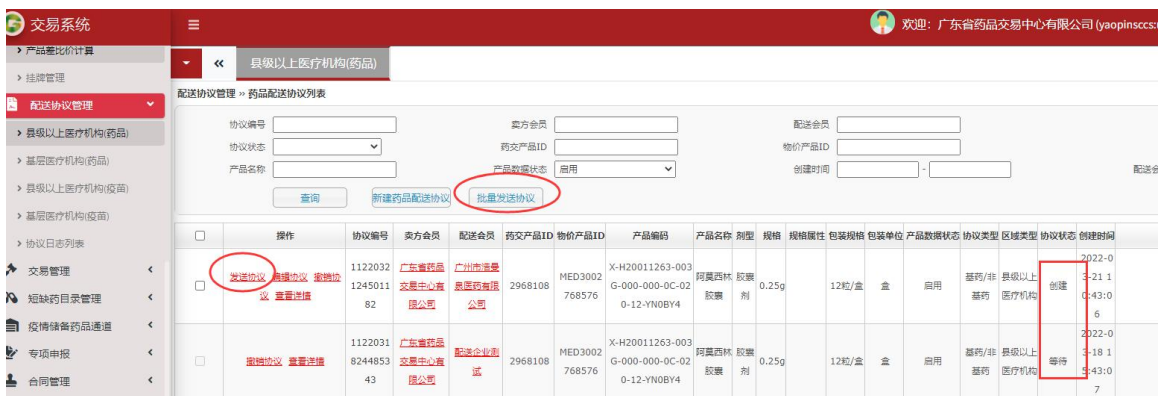 交易系统
欢迎：广东省药品交易中心有限公司 (yaopinsccs:
产品差比价计算
挂牌管理
配送协议管理
县级以上医疗机构(药品)
基层医疗机构(药品)
县级以上医疗机构(疫苗)
基层医疗机构(疫苗)
协议日志列表
交易管理
短缺药目录管理
疫情储备药品通道
专项申报
合同管理
县级以上医疗机构(药品)
配送协议管理 » 药品配送协议列表
协议编号 卖方会员 配送会员
协议状态 药交产品ID 物价产品ID
产品名称 产品数据状态 启用 创建时间 - 配送会
查询 新建药品配送协议 批量发送协议
操作 协议编号 卖方会员 配送会员 药交产品ID 物价产品ID 产品编码 产品名称 剂型 规格 规格属性 包装规格 包装单位 产品数据状态 协议类型 区域类型 协议状态 创建时间
发送协议 编辑协议 撤销协议 查看详情 1122032124501182 广东省药品交易中心有限公司 广州市浩曼泉医药有限公司 2968108 MED3002768576 X-H20011263-003G-000-000-0C-020-12-YN0BY4 阿莫西林胶囊 胶囊剂 0.25g 12粒/盒 盒 启用 基药/非基药 县级以上医疗机构 创建 2022-03-21 10:43:06
撤销协议 查看详情 1122031824485343 广东省药品交易中心有限公司 配送企业测试 2968108 MED3002768576 X-H20011263-003G-000-000-0C-020-12-YN0BY4 阿莫西林胶囊 胶囊剂 0.25g 12粒/盒 盒 启用 基药/非基药 县级以上医疗机构 等待 2022-03-18 15:43:07